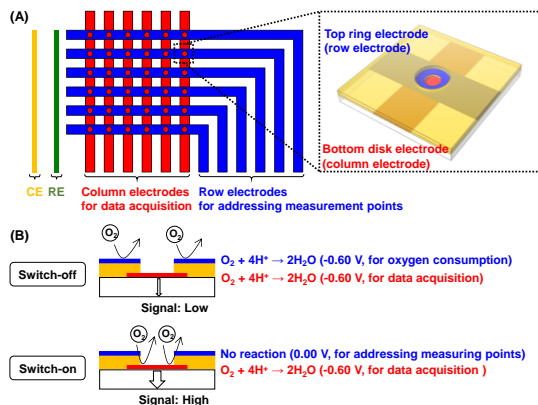 (A)
Top ring electrode
(row electrode)
Bottom disk electrode
(column electrode)
CE RE Column electrodes
for data acquisition
Row electrodes
for addressing measurement points
(B)
O₂ O₂
Switch-off
O₂ + 4H⁺ → 2H₂O (-0.60 V, for oxygen consumption)
O₂ + 4H⁺ → 2H₂O (-0.60 V, for data acquisition)
Signal: Low
O₂ O₂
Switch-on
No reaction (0.00 V, for addressing measuring points)
O₂ + 4H⁺ → 2H₂O (-0.60 V, for data acquisition )
Signal: High